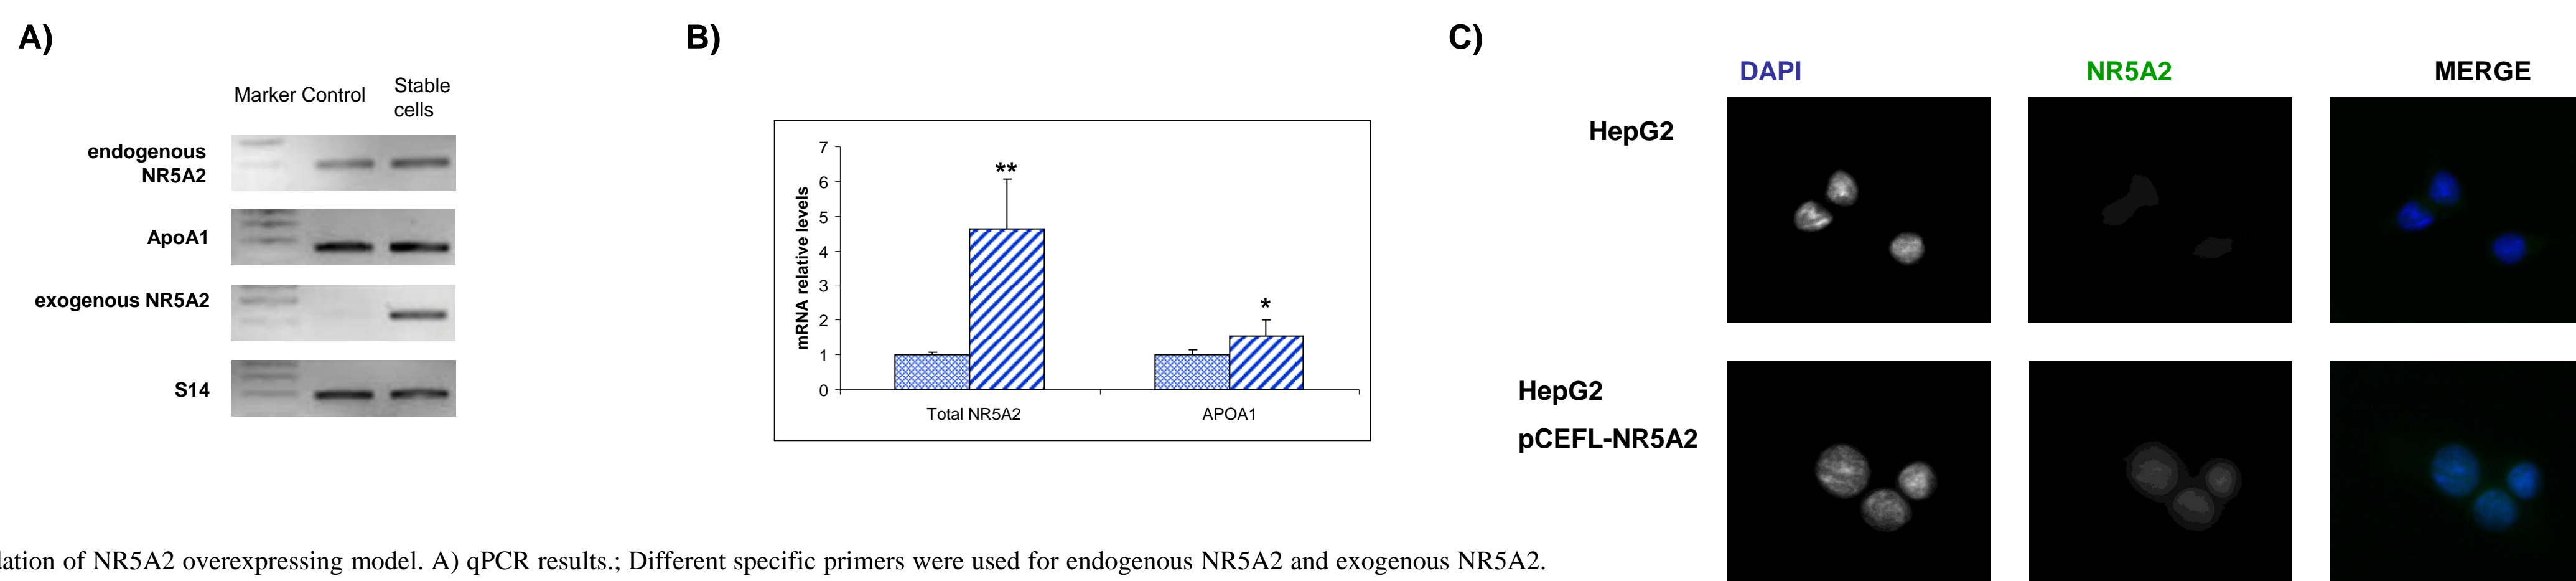 A)
Marker Control
Stable
cells
endogenous
NR5A2
ApoA1
exogenous NR5A2
S14
B)
mRNA relative levels
7
6
5
4
3
2
1
0
**
*
Total NR5A2
APOA1
C)
DAPI
NR5A2
MERGE
HepG2
HepG2
pCEFL-NR5A2
of NR5A2 overexpressing model. A) qPCR results.; Different specific primers were used for endogenous NR5A2 and exogenous NR5A2.